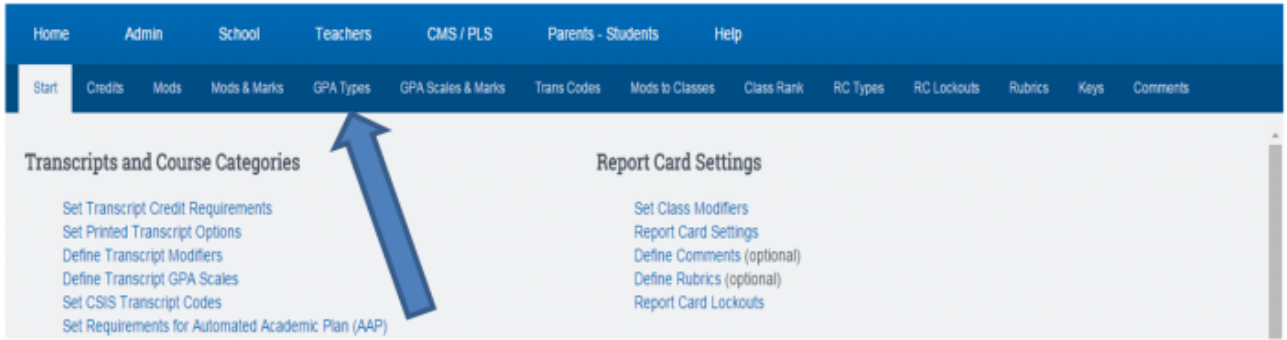 Home Admin School Teachers CMS / PLS Parents - Students Help
Start Credits Mods Mods & Marks GPA Types GPA Scales & Marks Trans Codes Mods to Classes Class Rank RC Types RC Lockouts Rubrics Keys Comments
Transcripts and Course Categories
Set Transcript Credit Requirements
Set Printed Transcript Options
Define Transcript Modifiers
Define Transcript GPA Scales
Set CSIS Transcript Codes
Set Requirements for Automated Academic Plan (AAP)
Report Card Settings
Set Class Modifiers
Report Card Settings
Define Comments (optional)
Define Rubrics (optional)
Report Card Lockouts